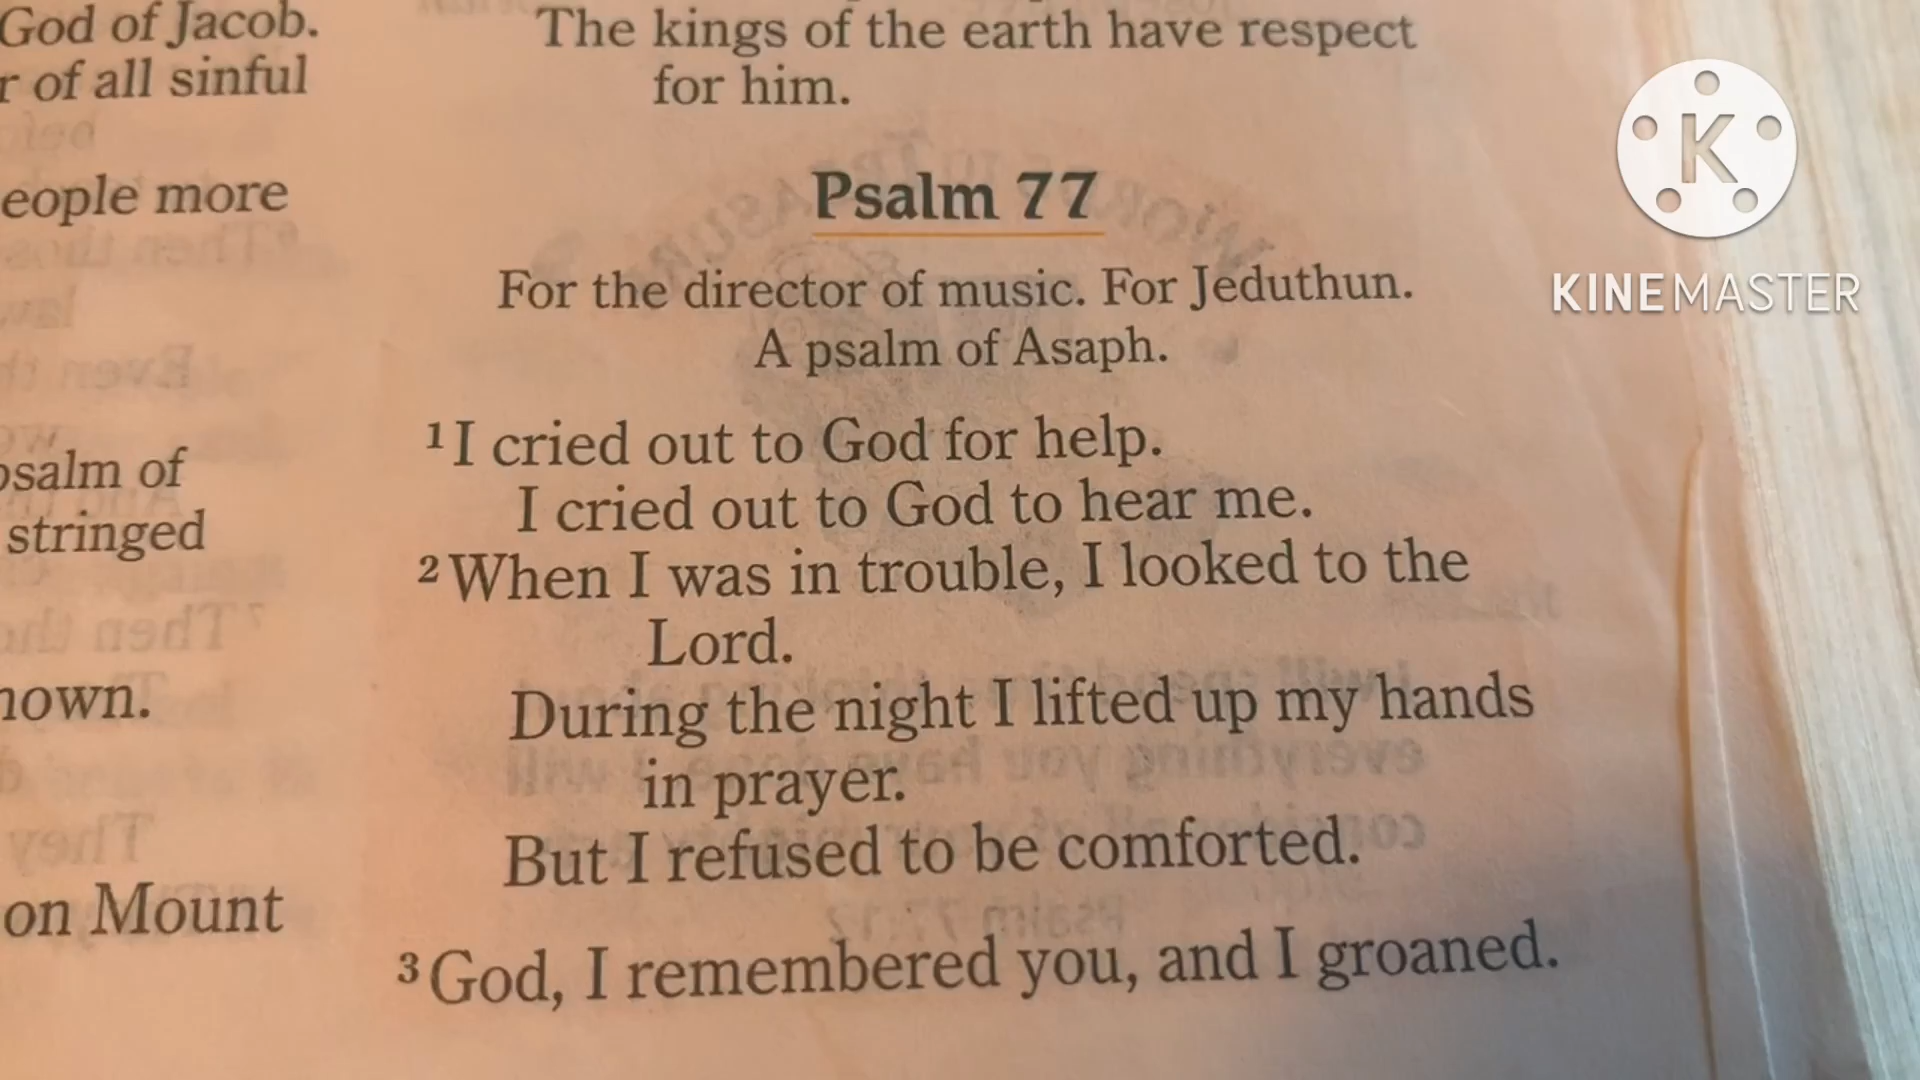 God of Jacob.
of all sinful
people more
psalm of
stringed
on Mount
The kings of the earth have respect
for him.
Psalm 77
For the director of music. For Jeduthun.
A psalm of Asaph.
1 I cried out to God for help.
I cried out to God to hear me.
2 When I was in trouble, I looked to the
Lord.
During the night I lifted up my hands
in prayer.
But I refused to be comforted.
3 God, I remembered you, and I groaned.
K
KINEMASTER